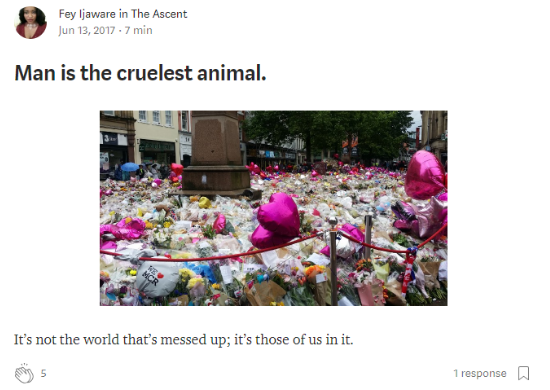 Fey Ijaware in The Ascent
Jun 13, 2017 · 7 min
Man is the cruelest animal.
MCR
It’s not the world that’s messed up; it’s those of us in it.
5
1 response